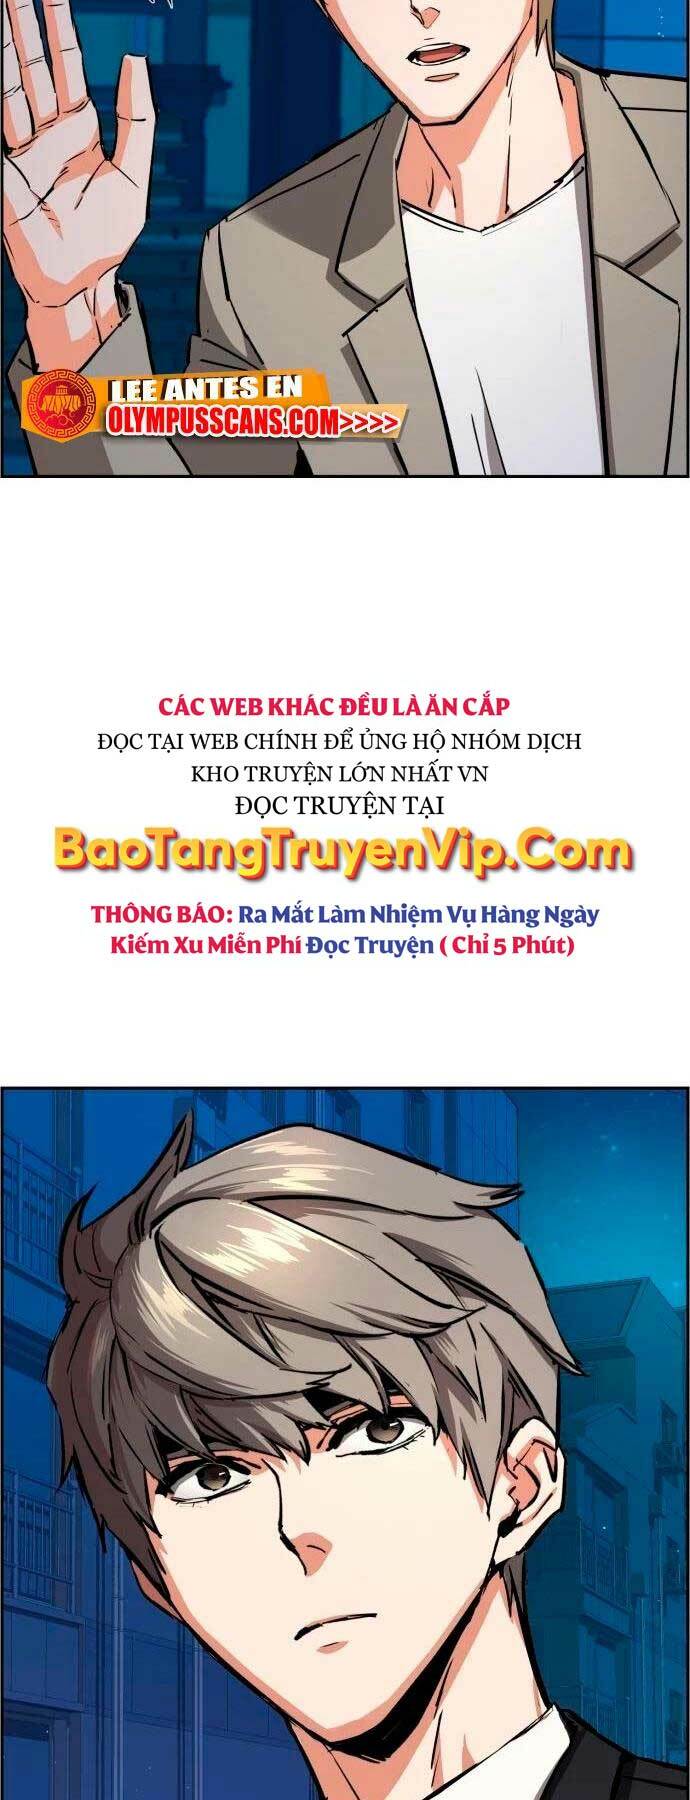 LEE ANTES EN
OLYMPUSSCANS.COM>>>>
CÁC WEB KHÁC ĐỀU LÀ ĂN CẮP
ĐỌC TẠI WEB CHÍNH ĐỂ ỦNG HỘ NHÓM DỊCH
KHO TRUYỆN LỚN NHẤT VN
ĐỌC TRUYỆN TẠI
BaoTangTruyenVip.Com
THÔNG BÁO: Ra Mắt Làm Nhiệm Vụ Hàng Ngày
Kiếm Xu Miễn Phí Đọc Truyện ( Chỉ 5 Phút)